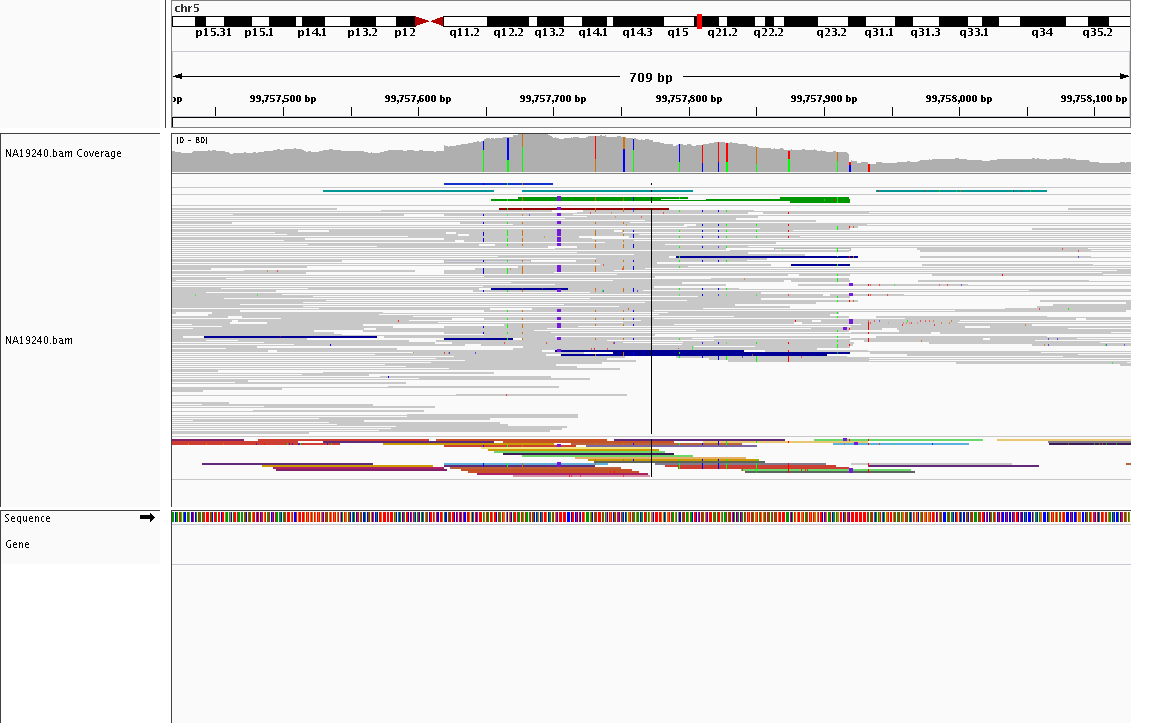 chr5
p15.31 p15.1 p14.1 p13.2 p12 q11.2 q12.2 q13.2 q14.1 q14.3 q15 q21.2 q22.2 q23.2 q31.1 q31.3 q33.1 q34 q35.2
709 bp
bp 99,757,500 bp 99,757,600 bp 99,757,700 bp 99,757,800 bp 99,757,900 bp 99,758,000 bp 99,758,100 bp
NA19240.bam Coverage
[0 - 80]
NA19240.bam
Sequence
Gene